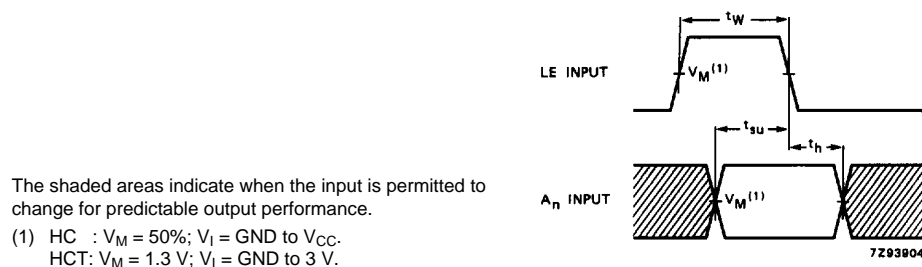 The shaded areas indicate when the input is permitted to
change for predictable output performance.
(1) HC : VM = 50%; VI = GND to VCC.
HCT: VM = 1.3 V; VI = GND to 3 V.
tW
LE INPUT
VM(1)
tsu
th
An INPUT
VM(1)
7Z93904